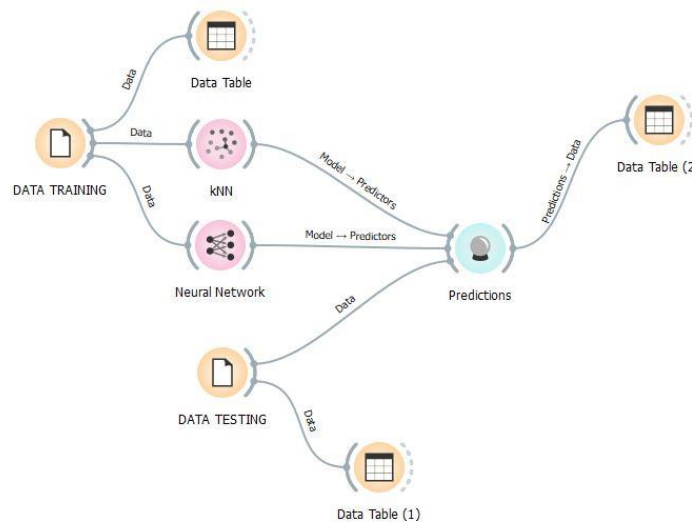 Data
Data Table
Data
kNN
DATA TRAINING
Data
Neural Network
Model → Predictors
Model → Predictors
Predictions
Predictions → Data
Data Table (2
Data
DATA TESTING
Data
Data Table (1)